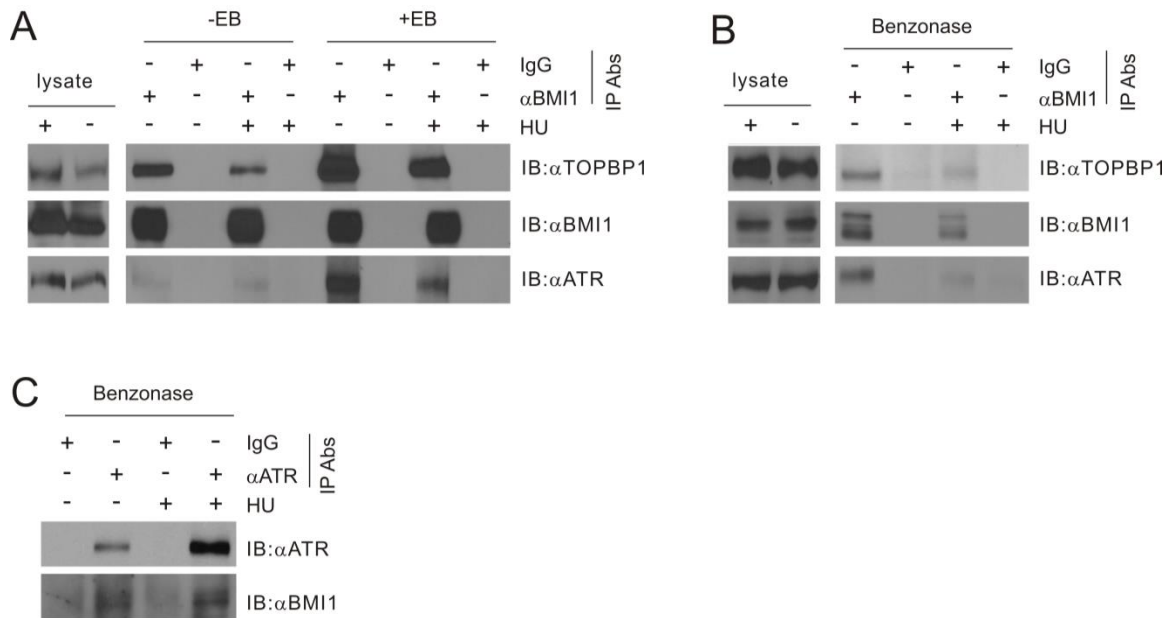 A
-EB +EB
lysate
- + - + - + - + IgG
+ - + - + - + - αBMI1
IP Abs
+ - - - + + - - + + HU
IB:αTOPBP1
IB:αBMI1
IB:αATR
B
Benzonase
lysate
- + - + IgG
+ - + - αBMI1
IP Abs
+ - - - + + HU
IB:αTOPBP1
IB:αBMI1
IB:αATR
C
Benzonase
+ - + - IgG
- + - + αATR
IP Abs
- - + + HU
IB:αATR
IB:αBMI1